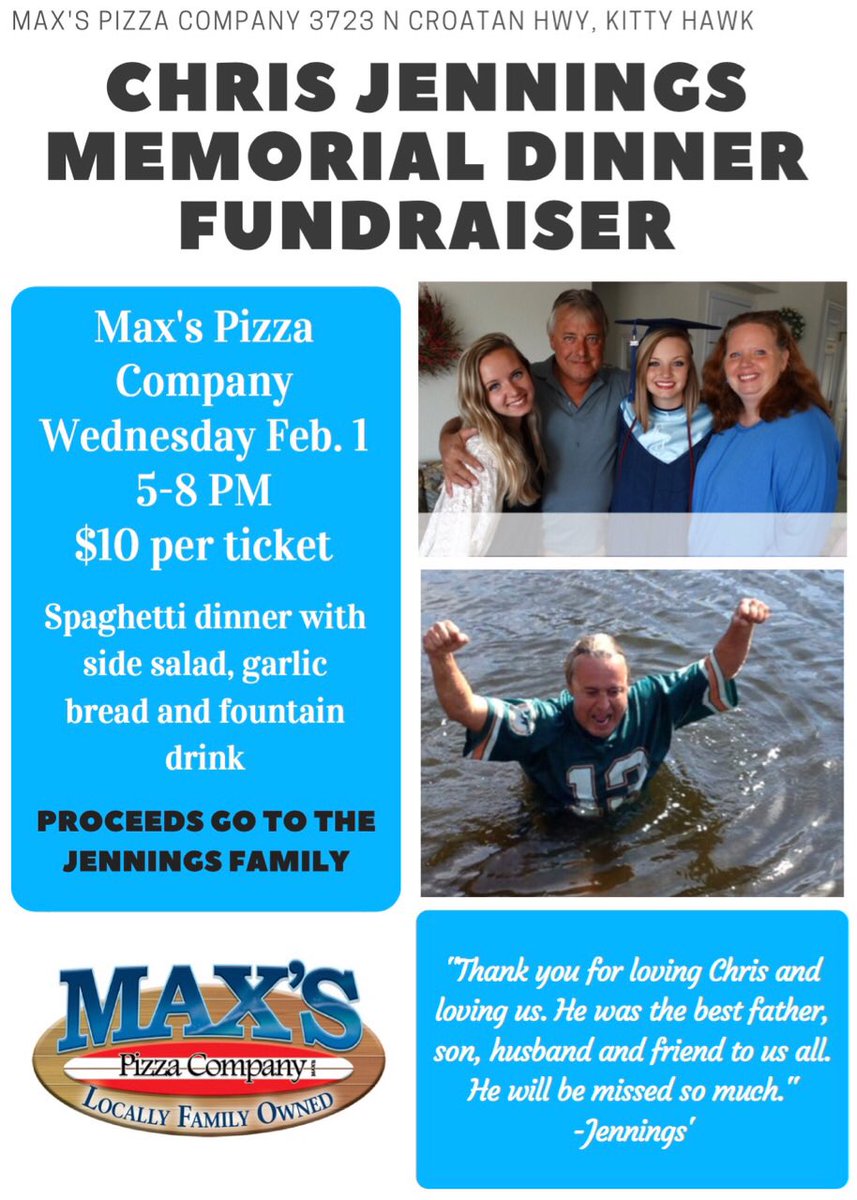 MAX'S PIZZA COMPANY 3723 N CROATAN HWY, KITTY HAWK
CHRIS JENNINGS
MEMORIAL DINNER
FUNDRAISER
Max's Pizza
Company
Wednesday Feb. 1
5-8 PM
$10 per ticket
Spaghetti dinner with
side salad, garlic
bread and fountain
drink
PROCEEDS GO TO THE
JENNINGS FAMILY
13
MAX'S
Pizza Company
LOCALLY FAMILY OWNED
"Thank you for loving Chris and
loving us. He was the best father,
son, husband and friend to us all.
He will be missed so much."
-Jennings'